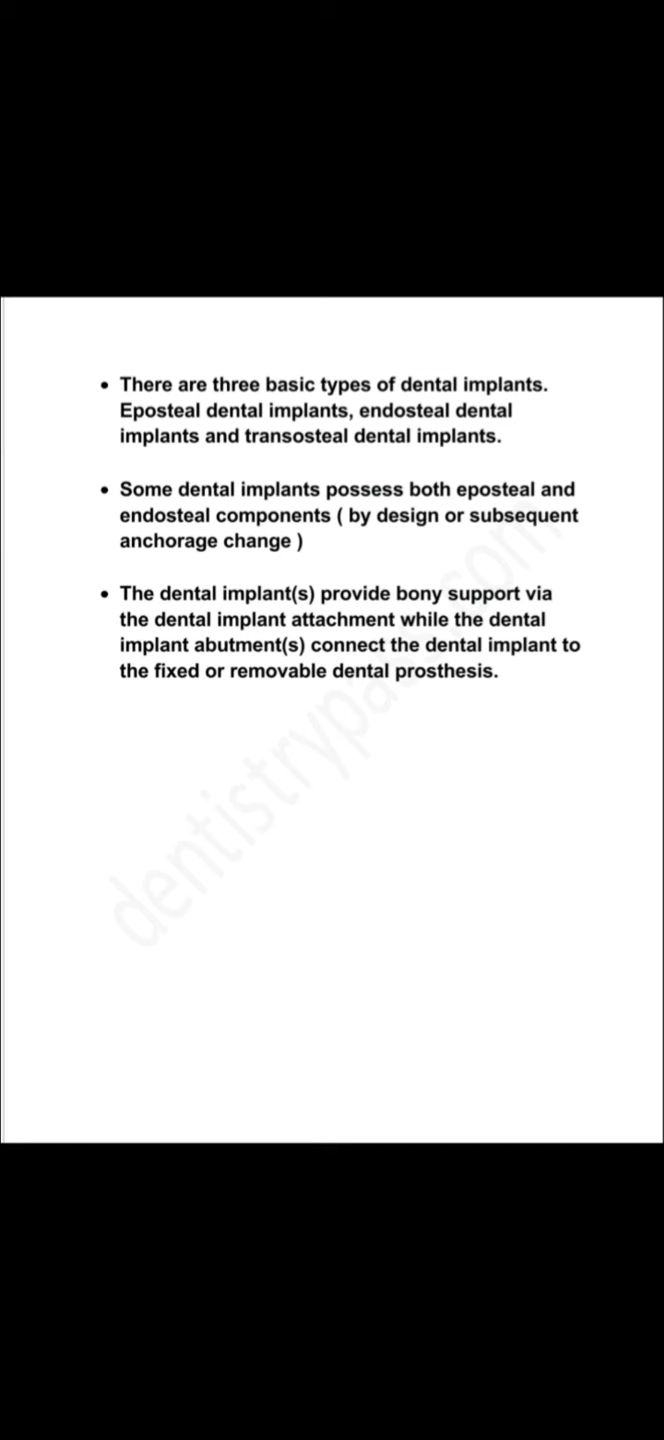 • There are three basic types of dental implants.
Eposteal dental implants, endosteal dental
implants and transosteal dental implants.
• Some dental implants possess both eposteal and
endosteal components ( by design or subsequent
anchorage change )
• The dental implant(s) provide bony support via
the dental implant attachment while the dental
implant abutment(s) connect the dental implant to
the fixed or removable dental prosthesis.